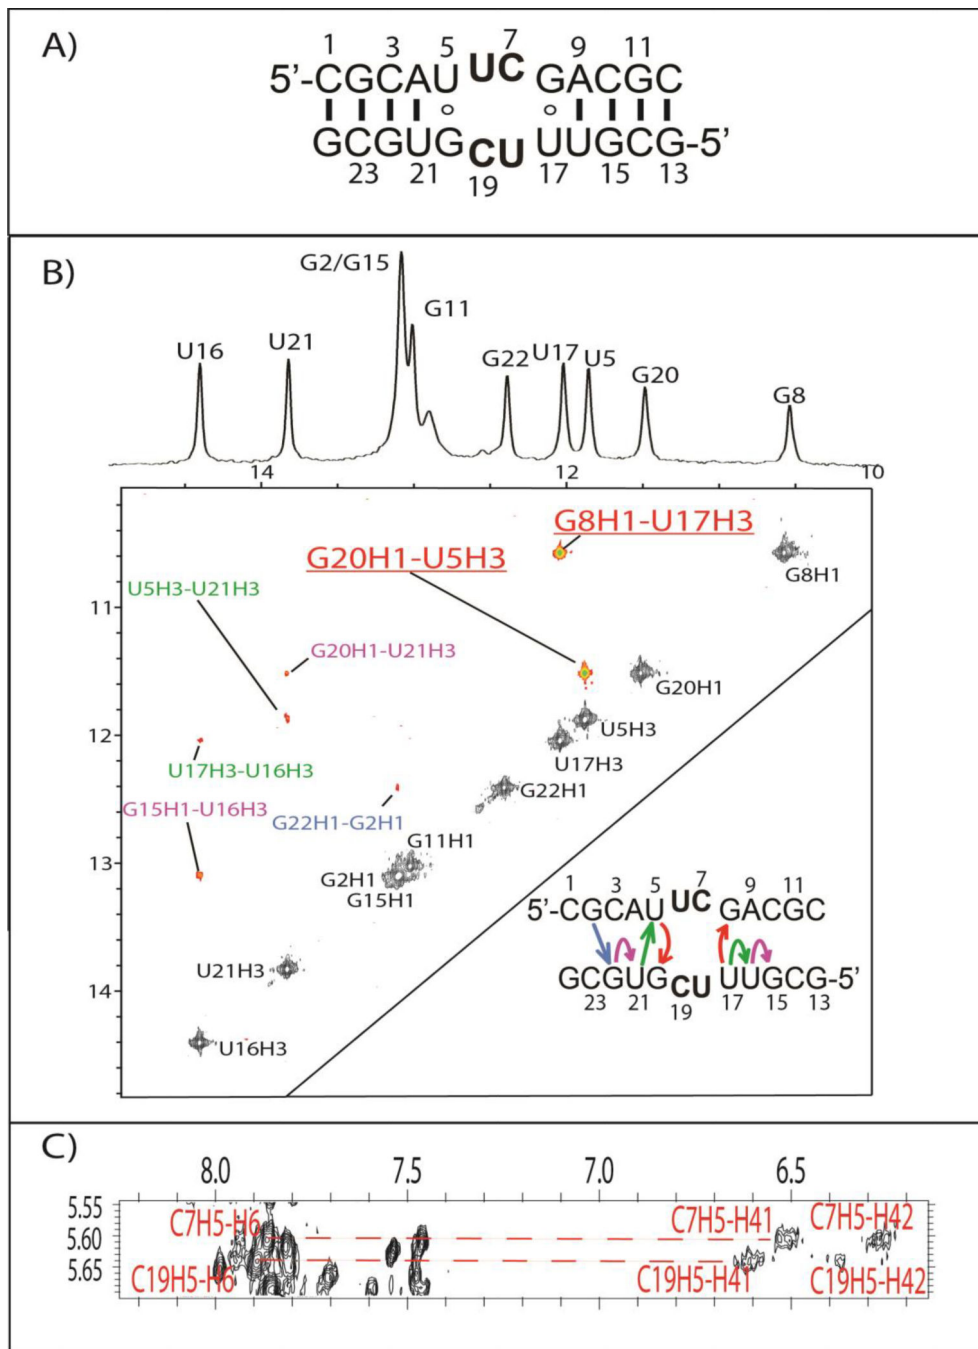 A)
1 3 5 7 9 11
5'-CGCAU UC GACGC
GCGUG CU UUGCG-5'
23 21 19 17 15 13
B)
G2/G15
G11
U16 U21 G22 U17 U5 G20 G8
14 12 10
G8H1-U17H3
G20H1-U5H3
U5H3-U21H3
G8H1
11
G20H1-U21H3
G20H1
U5H3
12
U17H3
U17H3-U16H3
G22H1
G15H1-U16H3
G22H1-G2H1
G11H1
13
G2H1
G15H1
1 3 5 7 9 11
5'-CGCAU UC GACGC
U21H3
GCGUG CU UUGCG-5'
14
23 21 19 17 15 13
U16H3
C)
8.0 7.5 7.0 6.5
5.55
C7H5-H6 C7H5-H41 C7H5-H42
5.60
5.65
C19H5-H6 C19H5-H41 C19H5-H42